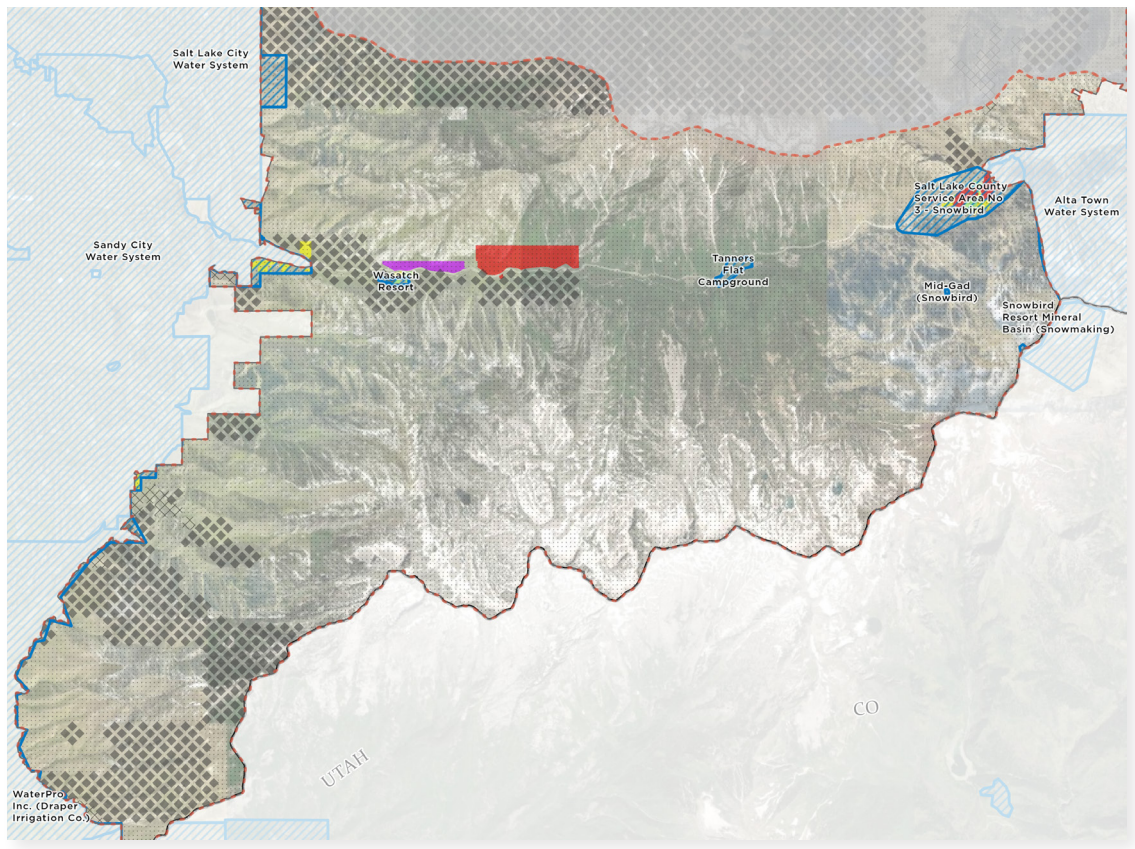 Salt Lake City
Water System
Salt Lake County
Service Area No
3 - Snowbird
Alta Town
Water System
Sandy City
Water System
Wasatch
Resort
Tanners
Flat
Campground
Mid-Gad
(Snowbird)
Snowbird
Resort Mineral
Basin (Snowmaking)
CO
UTAH
WaterPro
Inc. (Draper
Irrigation Co.)